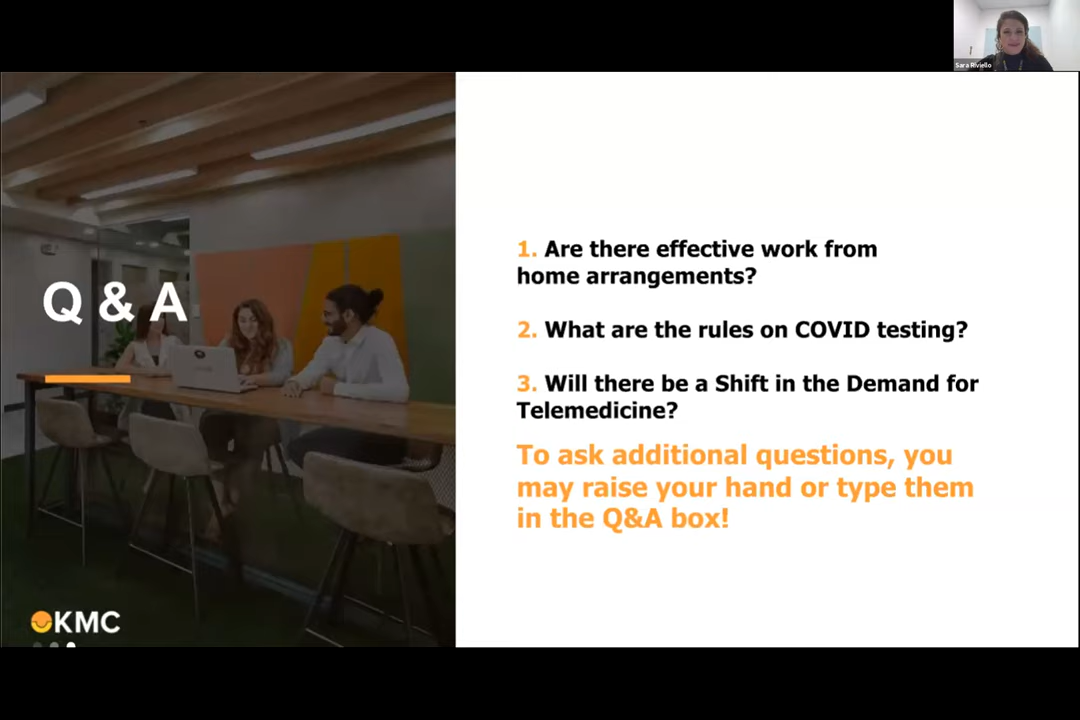 Sara Riviello
Q & A
1. Are there effective work from
home arrangements?
2. What are the rules on COVID testing?
3. Will there be a Shift in the Demand for
Telemedicine?
To ask additional questions, you
may raise your hand or type them
in the Q&A box!
KMC